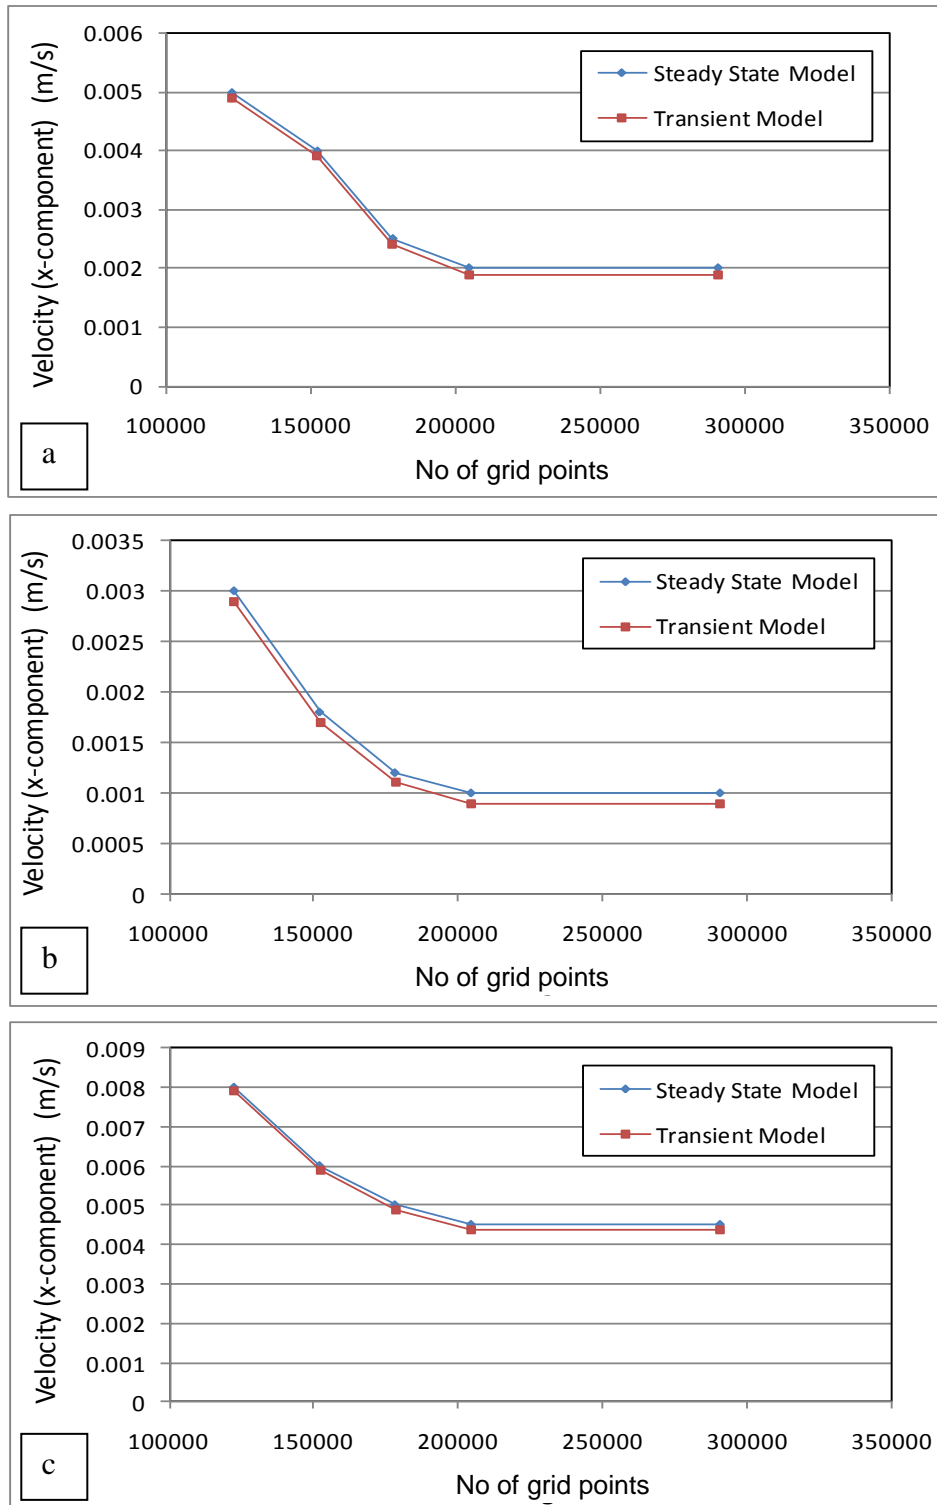 Velocity (x-component) (m/s)
0.006
0.005
0.004
0.003
0.002
0.001
0
Steady State Model
Transient Model
100000 150000 200000 250000 300000 350000
No of grid points
a
Velocity (x-component) (m/s)
0.0035
0.003
0.0025
0.002
0.0015
0.001
0.0005
0
Steady State Model
Transient Model
100000 150000 200000 250000 300000 350000
No of grid points
b
Velocity (x-component) (m/s)
0.009
0.008
0.007
0.006
0.005
0.004
0.003
0.002
0.001
0
Steady State Model
Transient Model
100000 150000 200000 250000 300000 350000
No of grid points
c